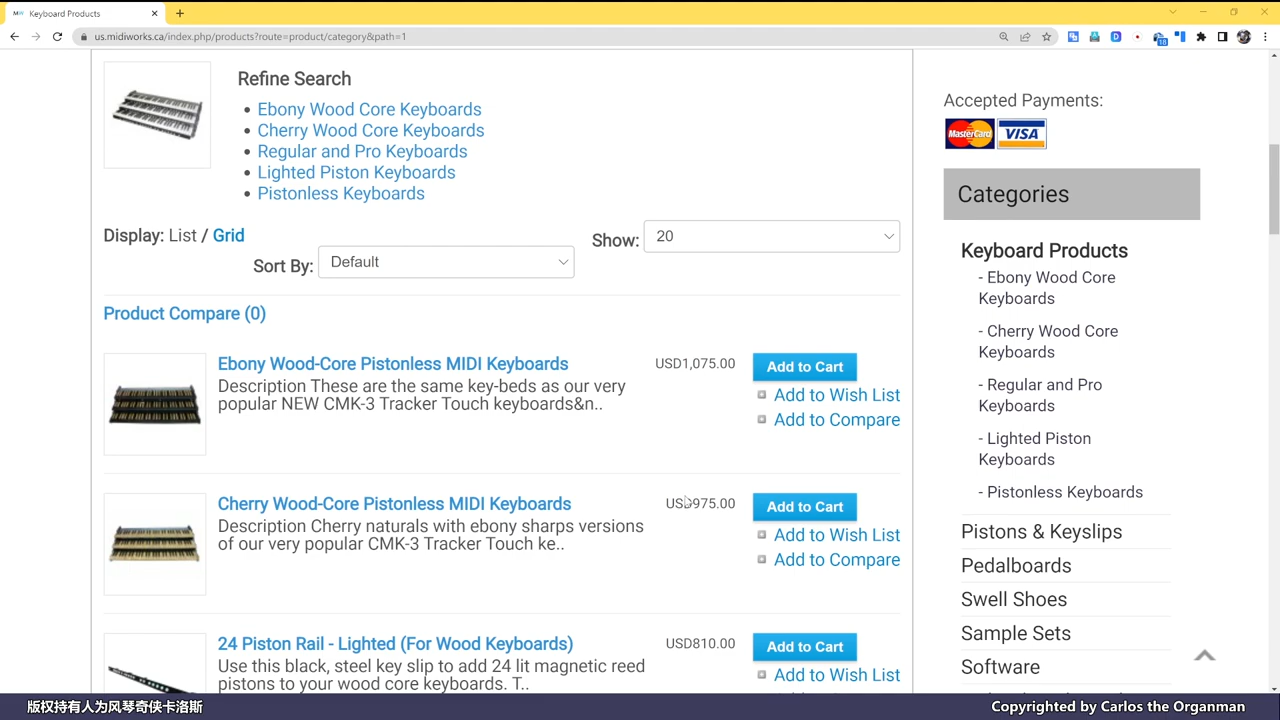 Keyboard Products
us.midiworks.ca/index.php/products?route=product/category&path=1
18
Refine Search
Ebony Wood Core Keyboards
Cherry Wood Core Keyboards
Regular and Pro Keyboards
Lighted Piston Keyboards
Pistonless Keyboards
Display: List / Grid
Show: 20
Sort By: Default
Product Compare (0)
Ebony Wood-Core Pistonless MIDI Keyboards
Description These are the same key-beds as our very
popular NEW CMK-3 Tracker Touch keyboards&n..
USD1,075.00
Add to Cart
Add to Wish List
Add to Compare
Cherry Wood-Core Pistonless MIDI Keyboards
Description Cherry naturals with ebony sharps versions
of our very popular CMK-3 Tracker Touch ke..
USD975.00
Add to Cart
Add to Wish List
Add to Compare
24 Piston Rail - Lighted (For Wood Keyboards)
Use this black, steel key slip to add 24 lit magnetic reed
pistons to your wood core keyboards. T..
USD810.00
Add to Cart
Add to Wish List
Accepted Payments:
MasterCard VISA
Categories
Keyboard Products
- Ebony Wood Core
Keyboards
- Cherry Wood Core
Keyboards
- Regular and Pro
Keyboards
- Lighted Piston
Keyboards
- Pistonless Keyboards
Pistons & Keyslips
Pedalboards
Swell Shoes
Sample Sets
Software
版权持有人为风琴奇侠卡洛斯
Copyrighted by Carlos the Organman